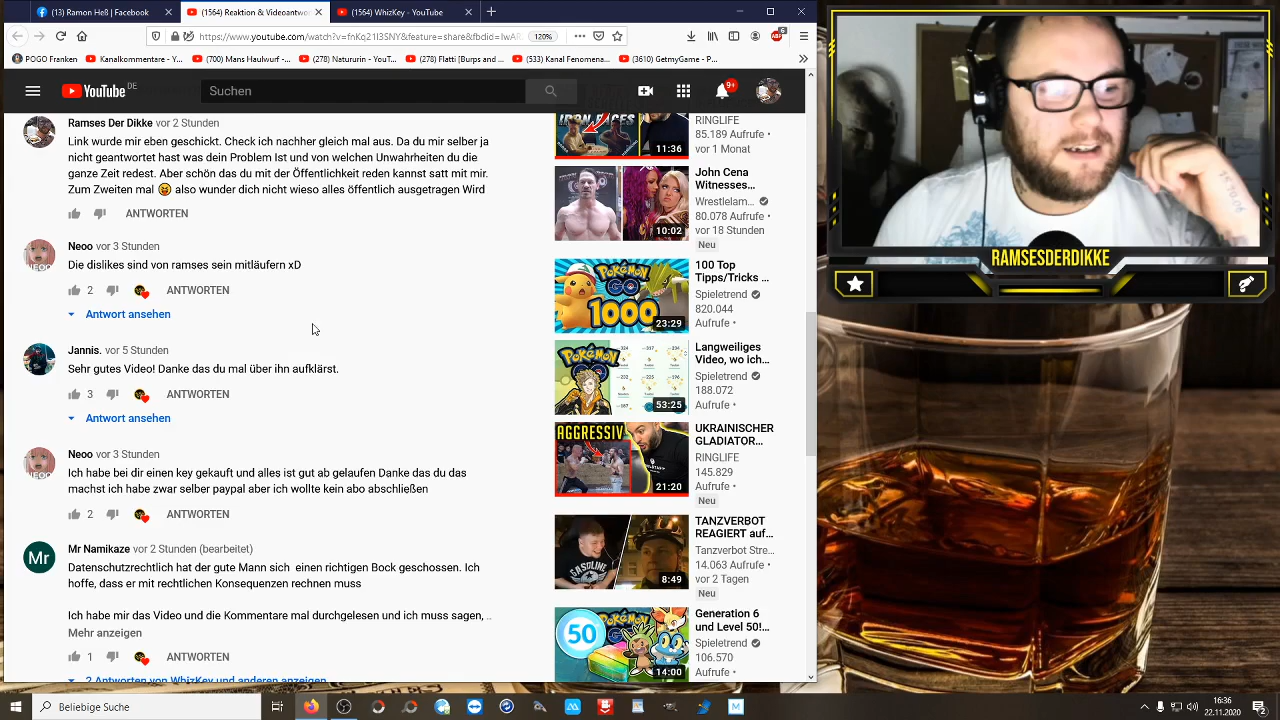 (13) Ramon Heß | Facebook
(1564) Reaktion & Videoantwor
(1564) WhizKey - YouTube
120%
POGO Franken
Kanalkommentare - Y...
(700) Mans Haulwurf - ...
(278) Natururin - YouT...
(278) Flatti [Burps and ...
(533) Kanal Fenomena...
(3610) GetmyGame - P...
YouTube DE
Suchen
9+
Ramses Der Dikke vor 2 Stunden
Link wurde mir eben geschickt. Check ich nachher gleich mal aus. Da du mir selber ja
nicht geantwortet hast was dein Problem Ist und von welchen Unwahrheiten du die
ganze Zeit redest. Aber schön das du mit der Öffentlichkeit reden kannst satt mit mir.
Zum Zweiten mal 😆 also wunder dich nicht wieso alles öffentlich ausgetragen Wird
ANTWORTEN
Neoo vor 3 Stunden
Die dislikes sind von ramses sein mitläufern xD
2 ANTWORTEN
Antwort ansehen
Jannis. vor 5 Stunden
Sehr gutes Video! Danke das du mal über ihn aufklärst.
3 ANTWORTEN
Antwort ansehen
Neoo vor 3 Stunden
Ich habe bei dir einen key gekauft und alles ist gut ab gelaufen Danke das du das
machst ich habe zwar selber paypal aber ich wollte kein abo abschließen
2 ANTWORTEN
Mr
Mr Namikaze vor 2 Stunden (bearbeitet)
Datenschutzrechtlich hat der gute Mann sich einen richtigen Bock geschossen. Ich
hoffe, dass er mit rechtlichen Konsequenzen rechnen muss
Ich habe mir das Video und die Kommentare mal durchgelesen und ich muss sagen, ..
Mehr anzeigen
1 ANTWORTEN
2 Antworten von WhizKey und anderen anzeigen
11:36
RINGLIFE
85.189 Aufrufe •
vor 1 Monat
10:02
John Cena
Witnesses...
Wrestlelam...
80.078 Aufrufe •
vor 18 Stunden
Neu
POKÉMON GO
1000
23:29
100 Top
Tipps/Tricks ...
Spieletrend
820.044
Aufrufe •
POKÉMON GO
53:25
Langweiliges
Video, wo ich...
Spieletrend
188.072
Aufrufe •
AGGRESSIV
21:20
UKRAINISCHER
GLADIATOR...
RINGLIFE
145.829
Aufrufe •
Neu
GASOLINE
8:49
TANZVERBOT
REAGIERT auf...
Tanzverbot Stre...
14.063 Aufrufe •
vor 2 Tagen
Neu
POKÉMON GO
50
14:00
Generation 6
und Level 50!...
Spieletrend
106.570
Aufrufe •
RAMSESDERDIKKE
Beliebige Suche
16:36
22.11.2020
2